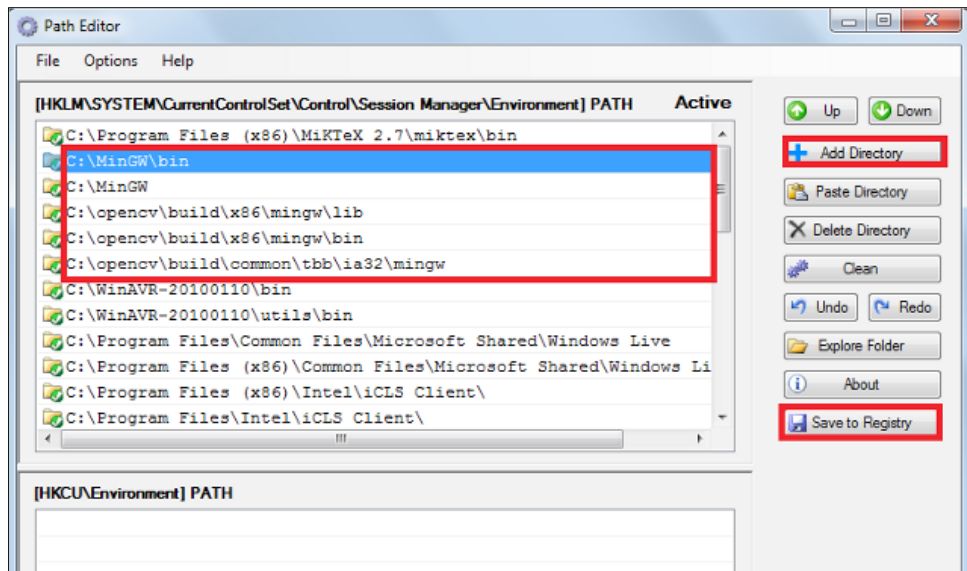 Path Editor
File Options Help
[HKLM\SYSTEM\CurrentControlSet\Control\Session Manager\Environment] PATH Active
C:\Program Files (x86)\MiKTeX 2.7\miktex\bin
C:\MinGW\bin
C:\MinGW
C:\opencv\build\x86\mingw\lib
C:\opencv\build\x86\mingw\bin
C:\opencv\build\common\tbb\ia32\mingw
C:\WinAVR-20100110\bin
C:\WinAVR-20100110\utils\bin
C:\Program Files\Common Files\Microsoft Shared\Windows Live
C:\Program Files (x86)\Common Files\Microsoft Shared\Windows Li
C:\Program Files (x86)\Intel\iCLS Client\
C:\Program Files\Intel\iCLS Client\
[HKCU\Environment] PATH
Up Down
Add Directory
Paste Directory
Delete Directory
Clean
Undo Redo
Explore Folder
About
Save to Registry